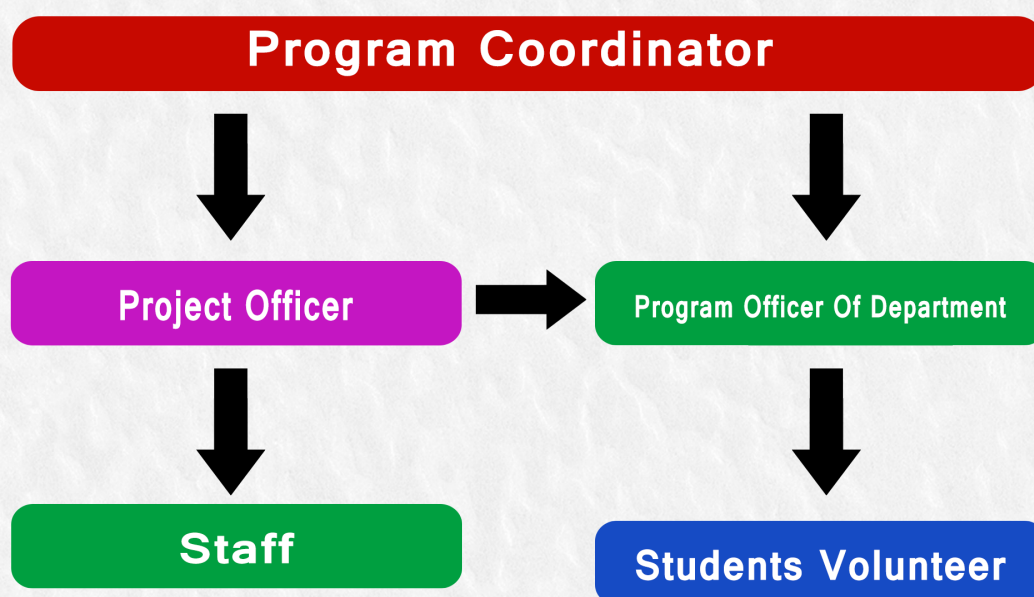 Program Coordinator
Project Officer
Program Officer Of Department
Staff
Students Volunteer